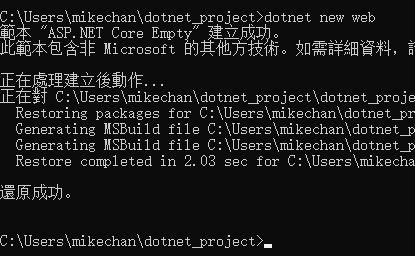 C:\Users\mikechan\dotnet_project>dotnet new web
範本 "ASP.NET Core Empty" 建立成功。
此範本包含非 Microsoft 的其他方技術。如需詳細資料，
正在處理建立後動作...
正在對 C:\Users\mikechan\dotnet_project\dotnet_proje
Restoring packages for C:\Users\mikechan\dotnet_pr
Generating MSBuild file C:\Users\mikechan\dotnet_p
Generating MSBuild file C:\Users\mikechan\dotnet_p
Restore completed in 2.03 sec for C:\Users\mikecha
還原成功。
C:\Users\mikechan\dotnet_project>